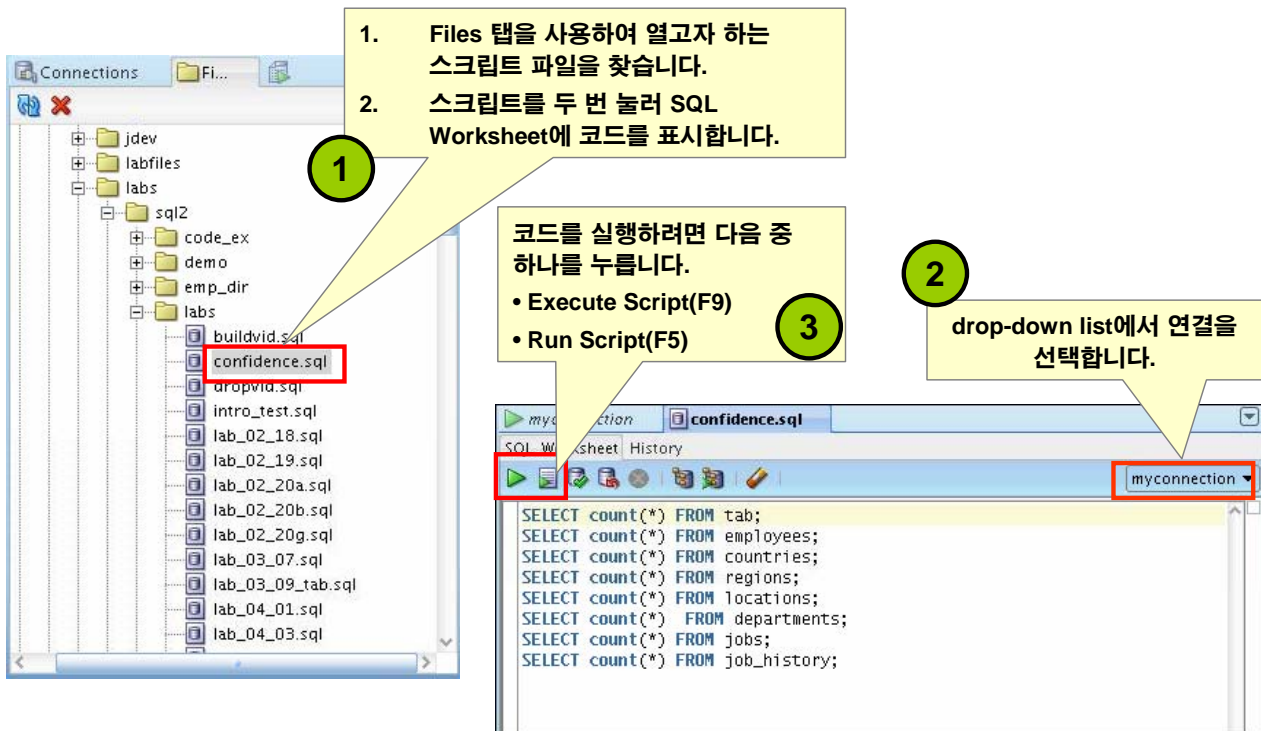 1. Files 탭을 사용하여 열고자 하는
스크립트 파일을 찾습니다.
2. 스크립트를 두 번 눌러 SQL
Worksheet에 코드를 표시합니다.
Connections
Fi...
jdev
labfiles
labs
sql2
code_ex
demo
emp_dir
labs
buildvid.sql
confidence.sql
dropvid.sql
intro_test.sql
lab_02_18.sql
lab_02_19.sql
lab_02_20a.sql
lab_02_20b.sql
lab_02_20g.sql
lab_03_07.sql
lab_03_09_tab.sql
lab_04_01.sql
lab_04_03.sql
1
코드를 실행하려면 다음 중
하나를 누릅니다.
• Execute Script(F9)
• Run Script(F5)
3
2
drop-down list에서 연결을
선택합니다.
confidence.sql
SQL
History
myconnection
SELECT count(*) FROM tab;
SELECT count(*) FROM employees;
SELECT count(*) FROM countries;
SELECT count(*) FROM regions;
SELECT count(*) FROM locations;
SELECT count(*)  FROM departments;
SELECT count(*) FROM jobs;
SELECT count(*) FROM job_history;